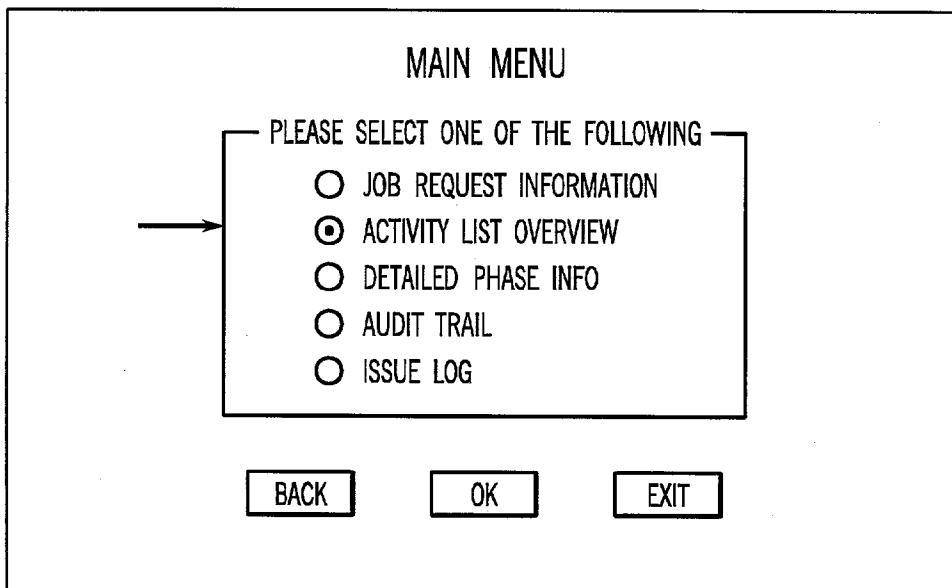 MAIN MENU
PLEASE SELECT ONE OF THE FOLLOWING
JOB REQUEST INFORMATION
ACTIVITY LIST OVERVIEW
DETAILED PHASE INFO
AUDIT TRAIL
ISSUE LOG
BACK OK EXIT